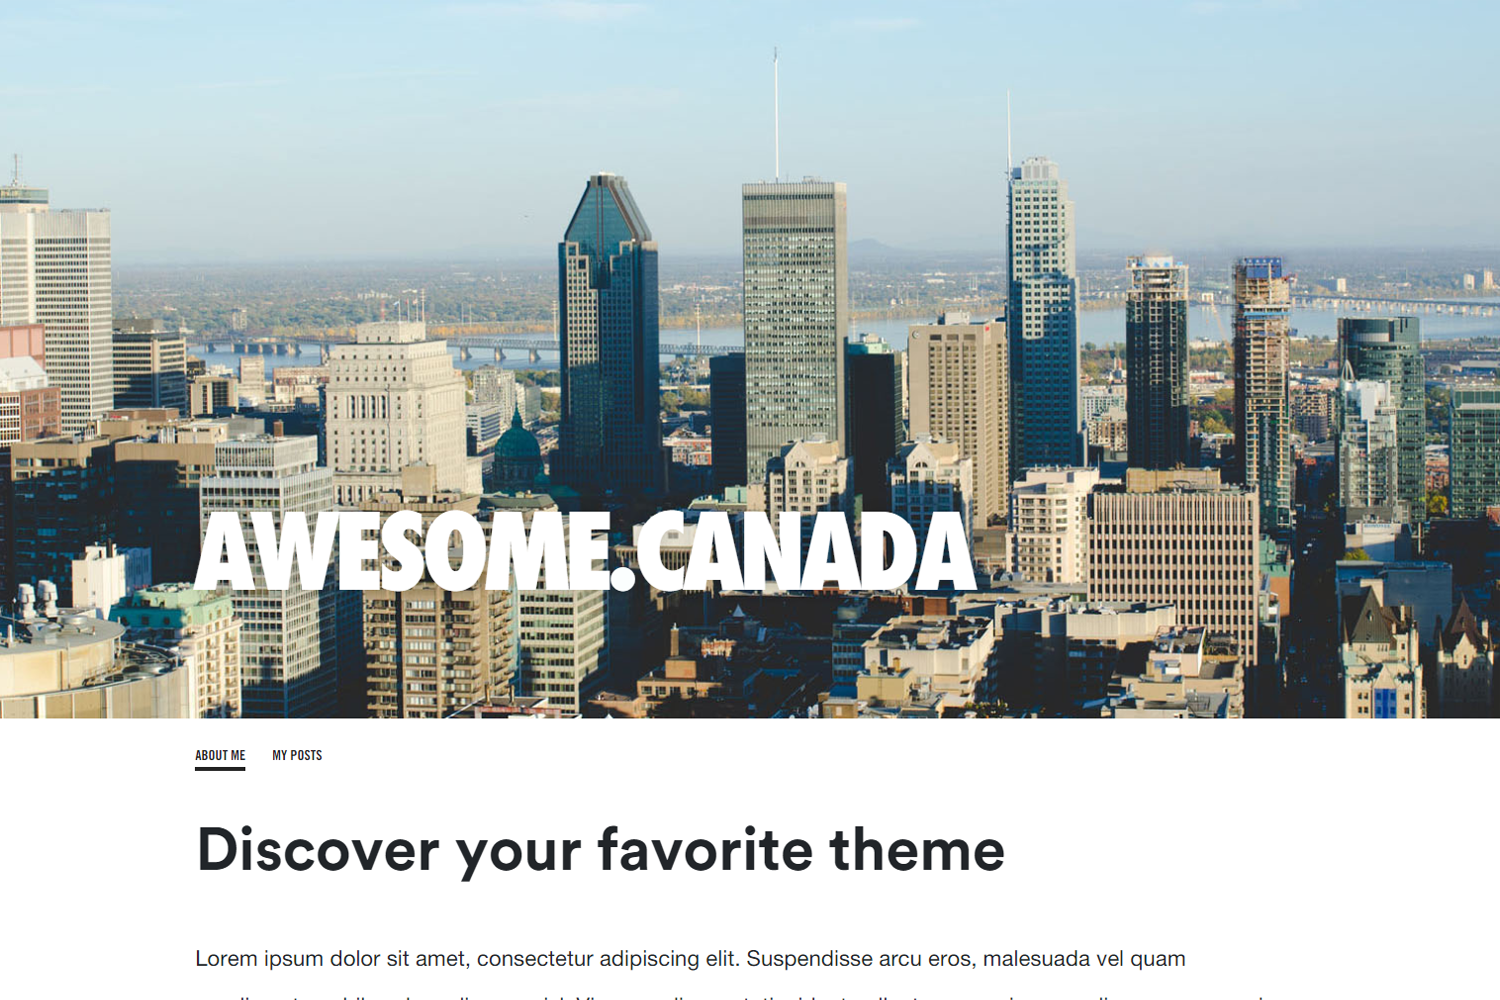 AWESOME.CANADA
ABOUT ME
MY POSTS
Discover your favorite theme
Lorem ipsum dolor sit amet, consectetur adipiscing elit. Suspendisse arcu eros, malesuada vel quam